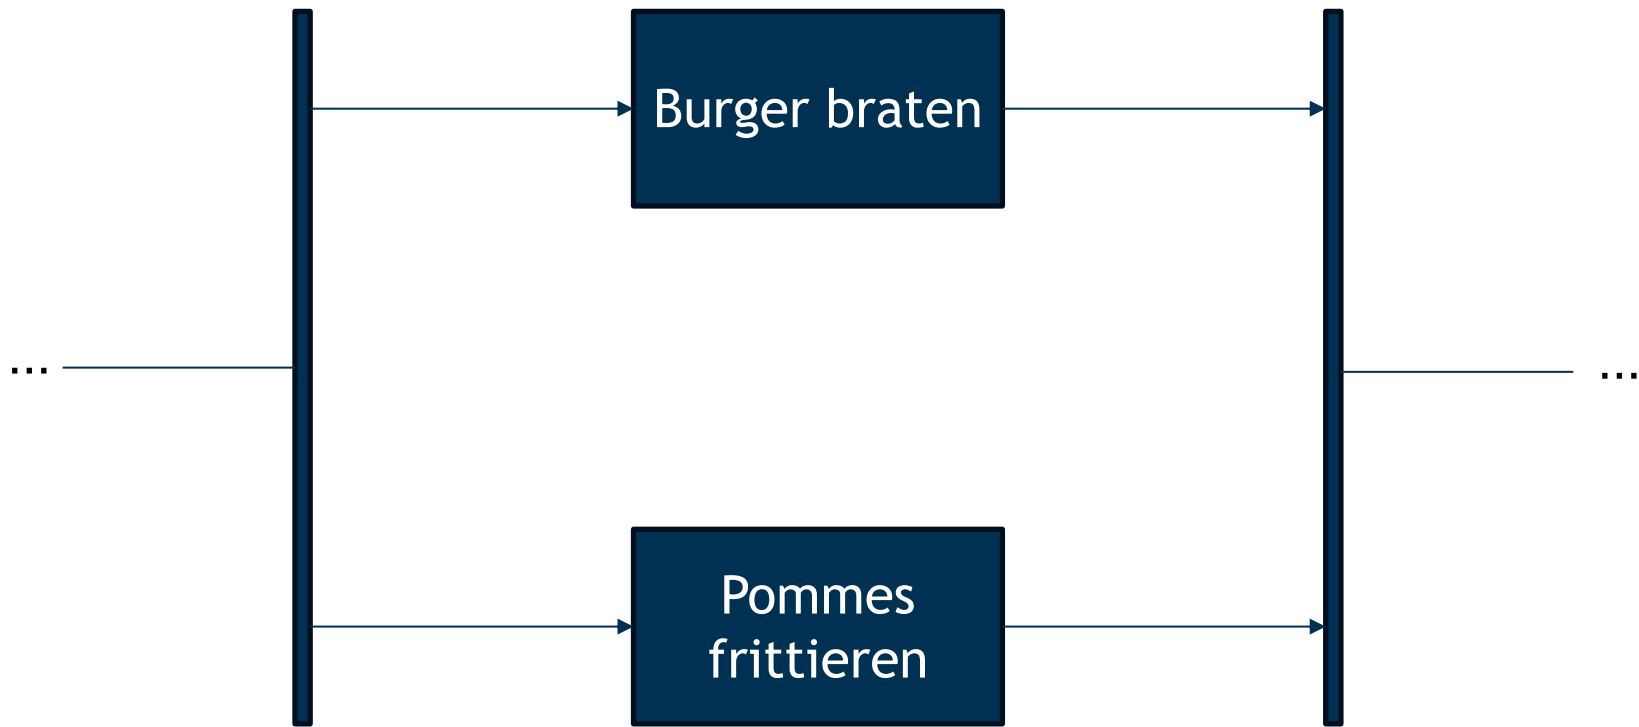 Burger braten
...
...
Pommes
frittieren